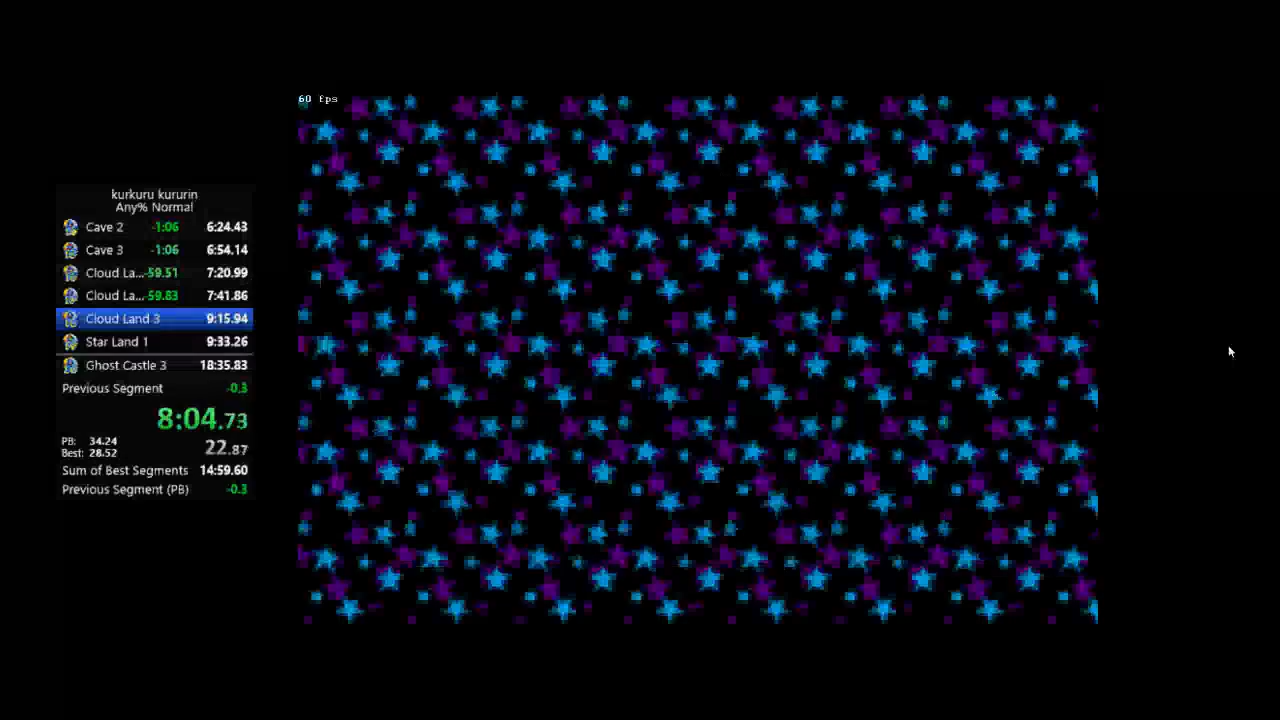 60 fps
kurkuru kururin
Any% Normal
Cave 2 -1:06 6:24.43
Cave 3 -1:06 6:54.14
Cloud La... -59.51 7:20.99
Cloud La... -59.83 7:41.86
Cloud Land 3 9:15.94
Star Land 1 9:33.26
Ghost Castle 3 18:35.83
Previous Segment -0.3
8:04.73
PB: 34.24 22.87
Best: 28.52
Sum of Best Segments 14:59.60
Previous Segment (PB) -0.3